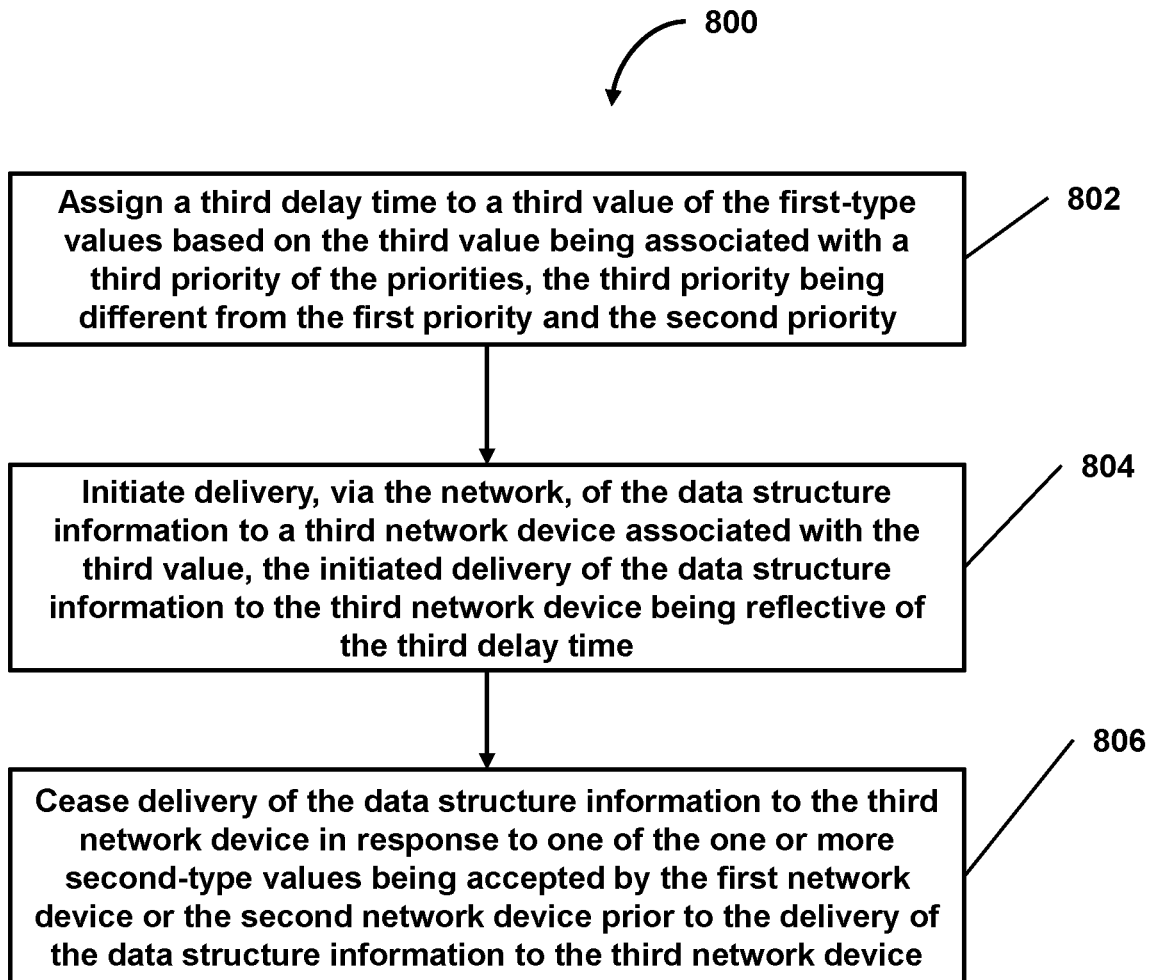 800
Assign a third delay time to a third value of the first-type
values based on the third value being associated with a
third priority of the priorities, the third priority being
different from the first priority and the second priority
802
Initiate delivery, via the network, of the data structure
information to a third network device associated with the
third value, the initiated delivery of the data structure
information to the third network device being reflective of
the third delay time
804
Cease delivery of the data structure information to the third
network device in response to one of the one or more
second-type values being accepted by the first network
device or the second network device prior to the delivery of
the data structure information to the third network device
806